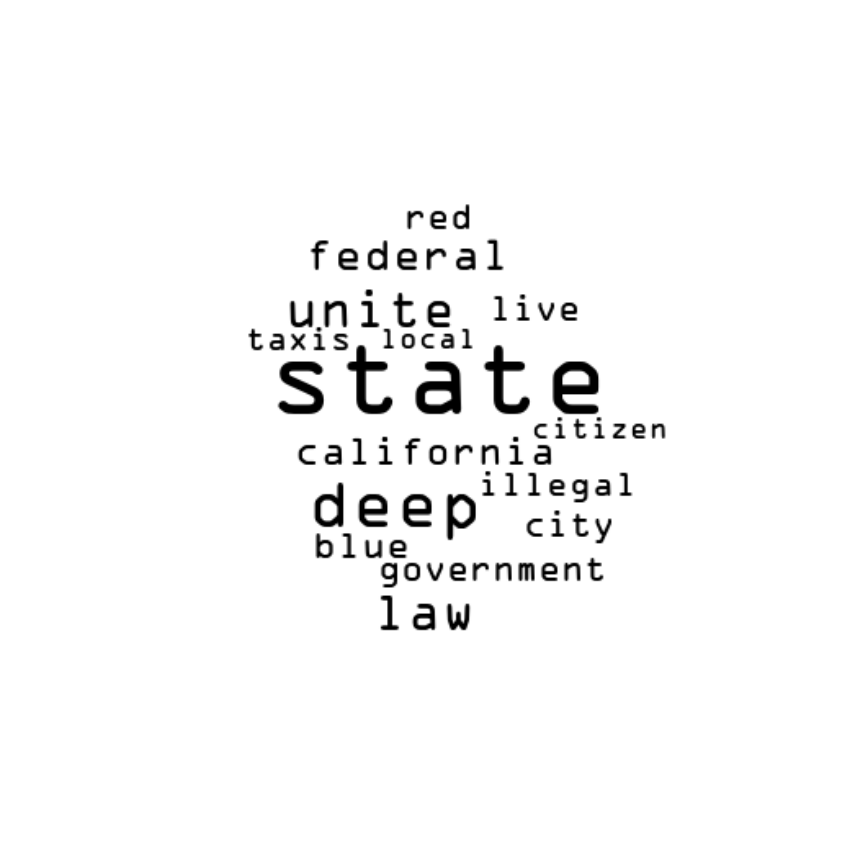 red
federal
unite live
taxis local
state
citizen
california
illegal
deep
city
blue
government
law